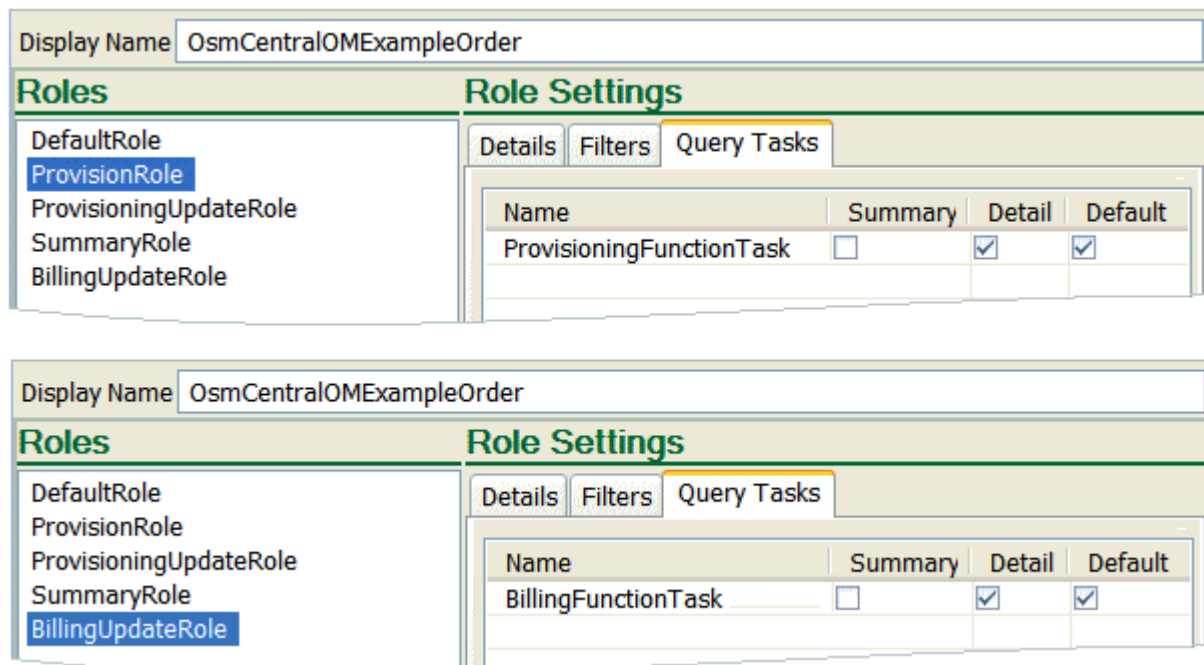 Display Name OsmCentralOMExampleOrder
Roles Role Settings
DefaultRole
ProvisionRole
ProvisioningUpdateRole
SummaryRole
BillingUpdateRole
Details Filters Query Tasks
Name Summary Detail Default
ProvisioningFunctionTask
Display Name OsmCentralOMExampleOrder
Roles Role Settings
DefaultRole
ProvisionRole
ProvisioningUpdateRole
SummaryRole
BillingUpdateRole
Details Filters Query Tasks
Name Summary Detail Default
BillingFunctionTask